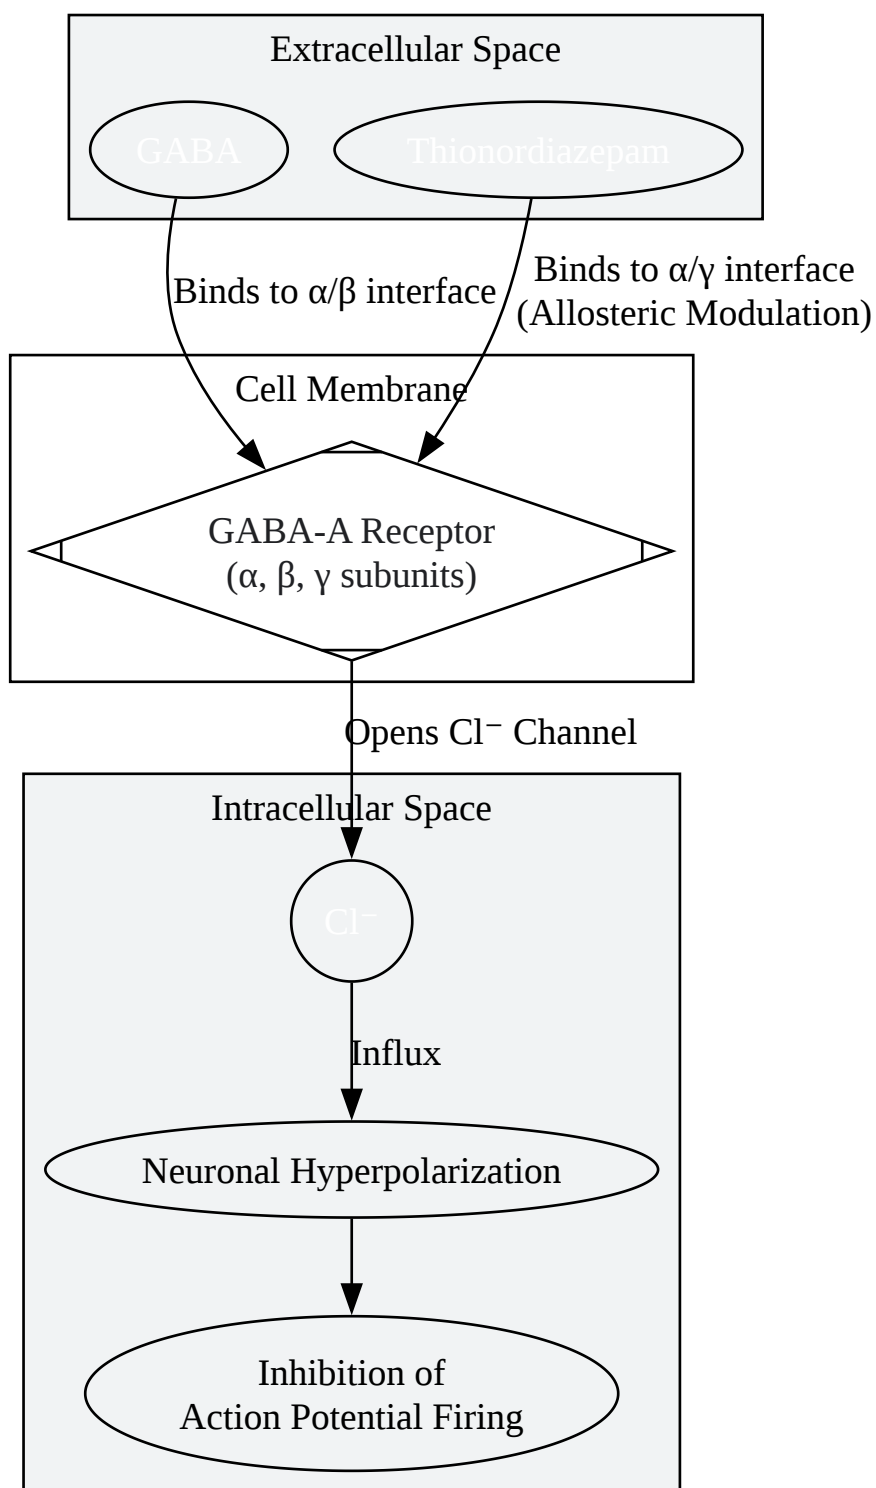 Extracellular Space
GABA
Thionordiazepam
Binds to α/β interface
Binds to α/γ interface
(Allosteric Modulation)
Cell Membrane
GABA-A Receptor
(α, β, γ subunits)
Opens Cl⁻ Channel
Intracellular Space
Cl⁻
Influx
Neuronal Hyperpolarization
Inhibition of
Action Potential Firing